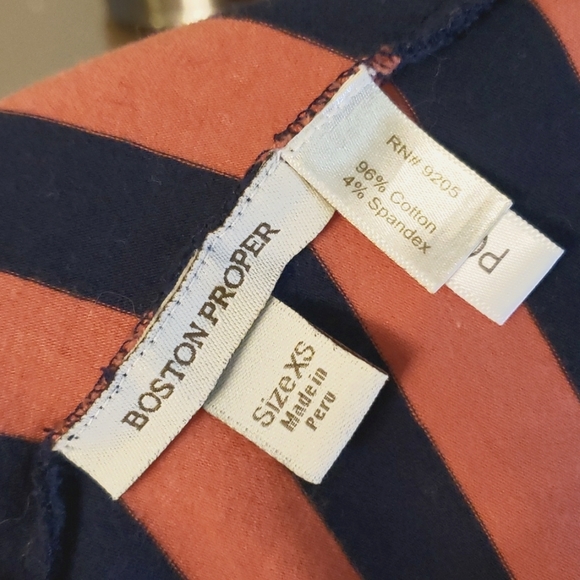 BOSTON PROPER
Size XS
Made in
Peru
RN# 9205
96% Cotton
4% Spandex